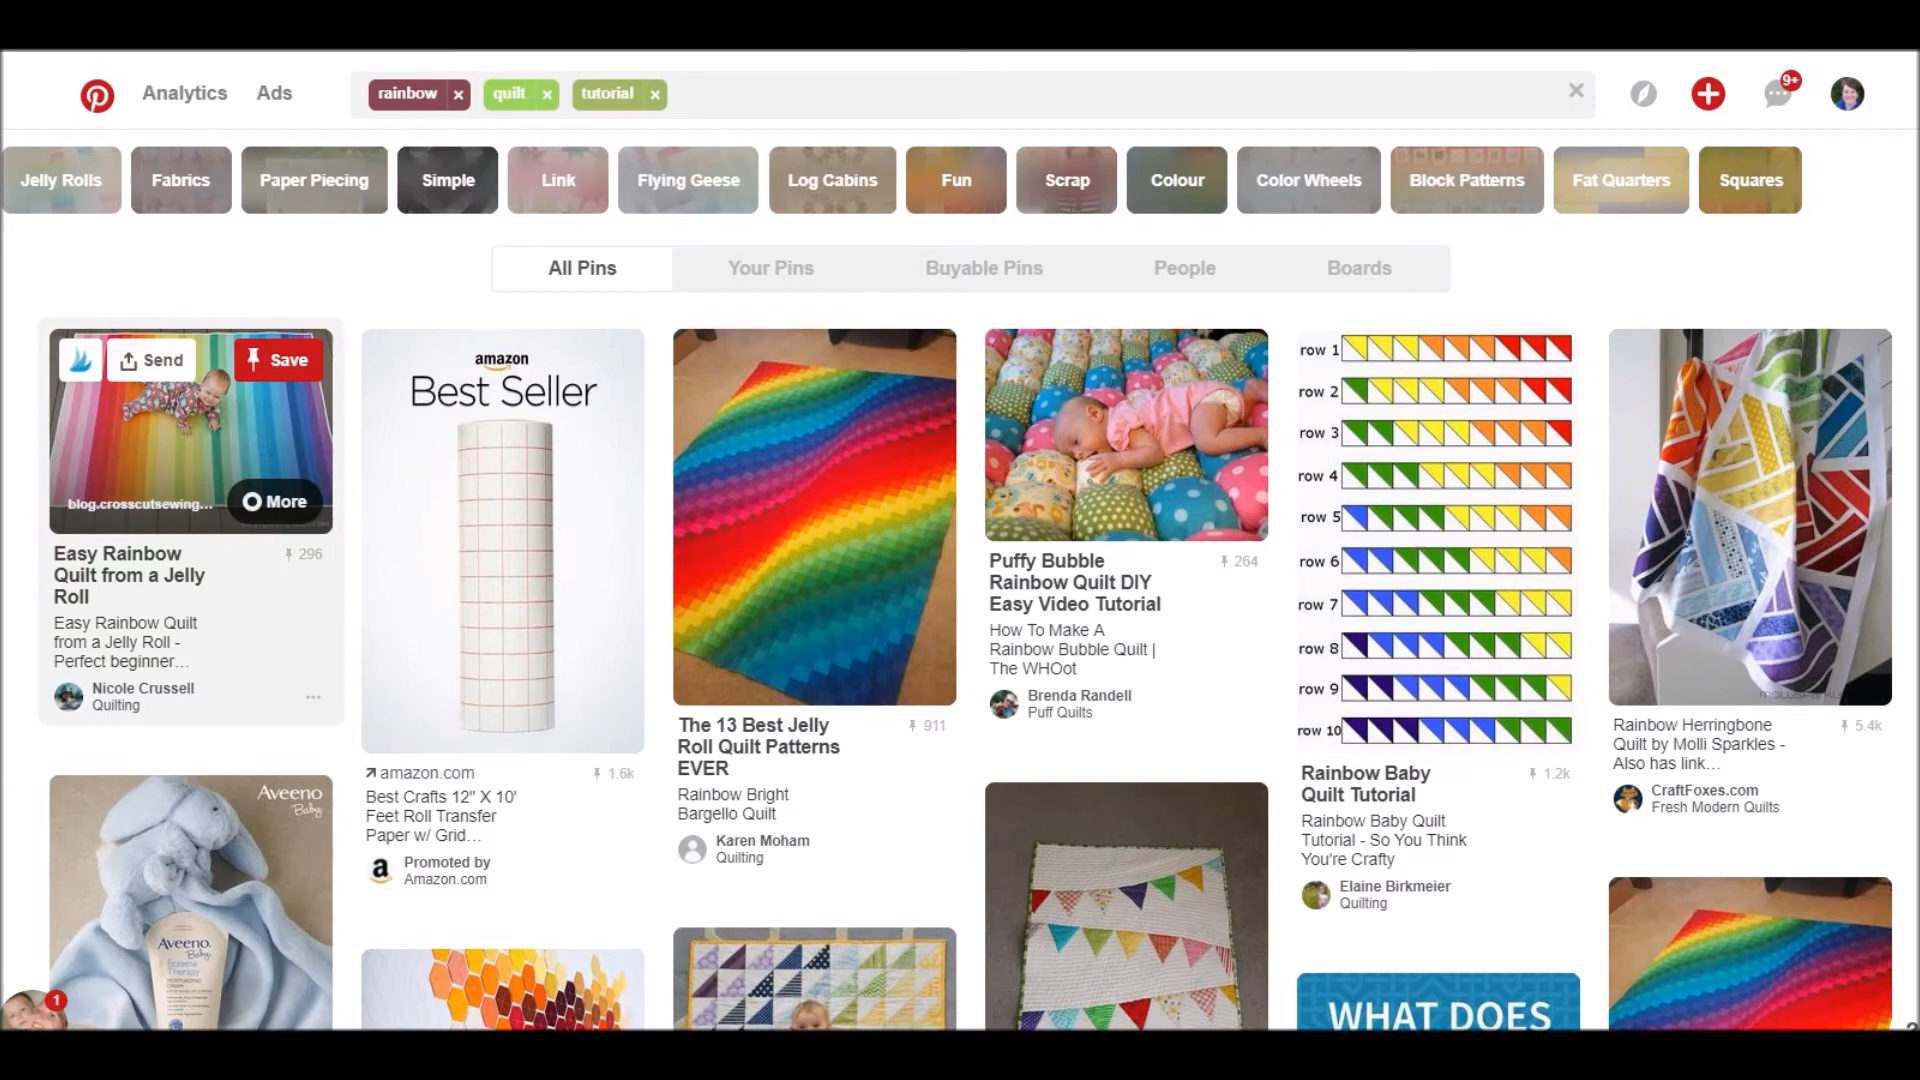 Analytics
Ads
rainbow ×
quilt ×
tutorial ×
9+
Jelly Rolls
Fabrics
Paper Piecing
Simple
Link
Flying Geese
Log Cabins
Fun
Scrap
Colour
Color Wheels
Block Patterns
Fat Quarters
Squares
All Pins
Your Pins
Buyable Pins
People
Boards
Send
Save
blog.crosscutsewing...
More
Easy Rainbow
Quilt from a Jelly
Roll
296
Easy Rainbow Quilt
from a Jelly Roll -
Perfect beginner...
Nicole Crussell
Quilting
Aveeno
Baby
Aveeno
Baby
Eczema
Therapy
1
amazon
Best Seller
amazon.com
1.6k
Best Crafts 12" X 10'
Feet Roll Transfer
Paper w/ Grid...
Promoted by
Amazon.com
The 13 Best Jelly
Roll Quilt Patterns
EVER
911
Rainbow Bright
Bargello Quilt
Karen Moham
Quilting
Puffy Bubble
Rainbow Quilt DIY
Easy Video Tutorial
264
How To Make A
Rainbow Bubble Quilt |
The WHOot
Brenda Randell
Puff Quilts
row 1
row 2
row 3
row 4
row 5
row 6
row 7
row 8
row 9
row 10
Rainbow Baby
Quilt Tutorial
1.2k
Rainbow Baby Quilt
Tutorial - So You Think
You're Crafty
Elaine Birkmeier
Quilting
WHAT DOES
Rainbow Herringbone
Quilt by Molli Sparkles -
Also has link...
5.4k
CraftFoxes.com
Fresh Modern Quilts